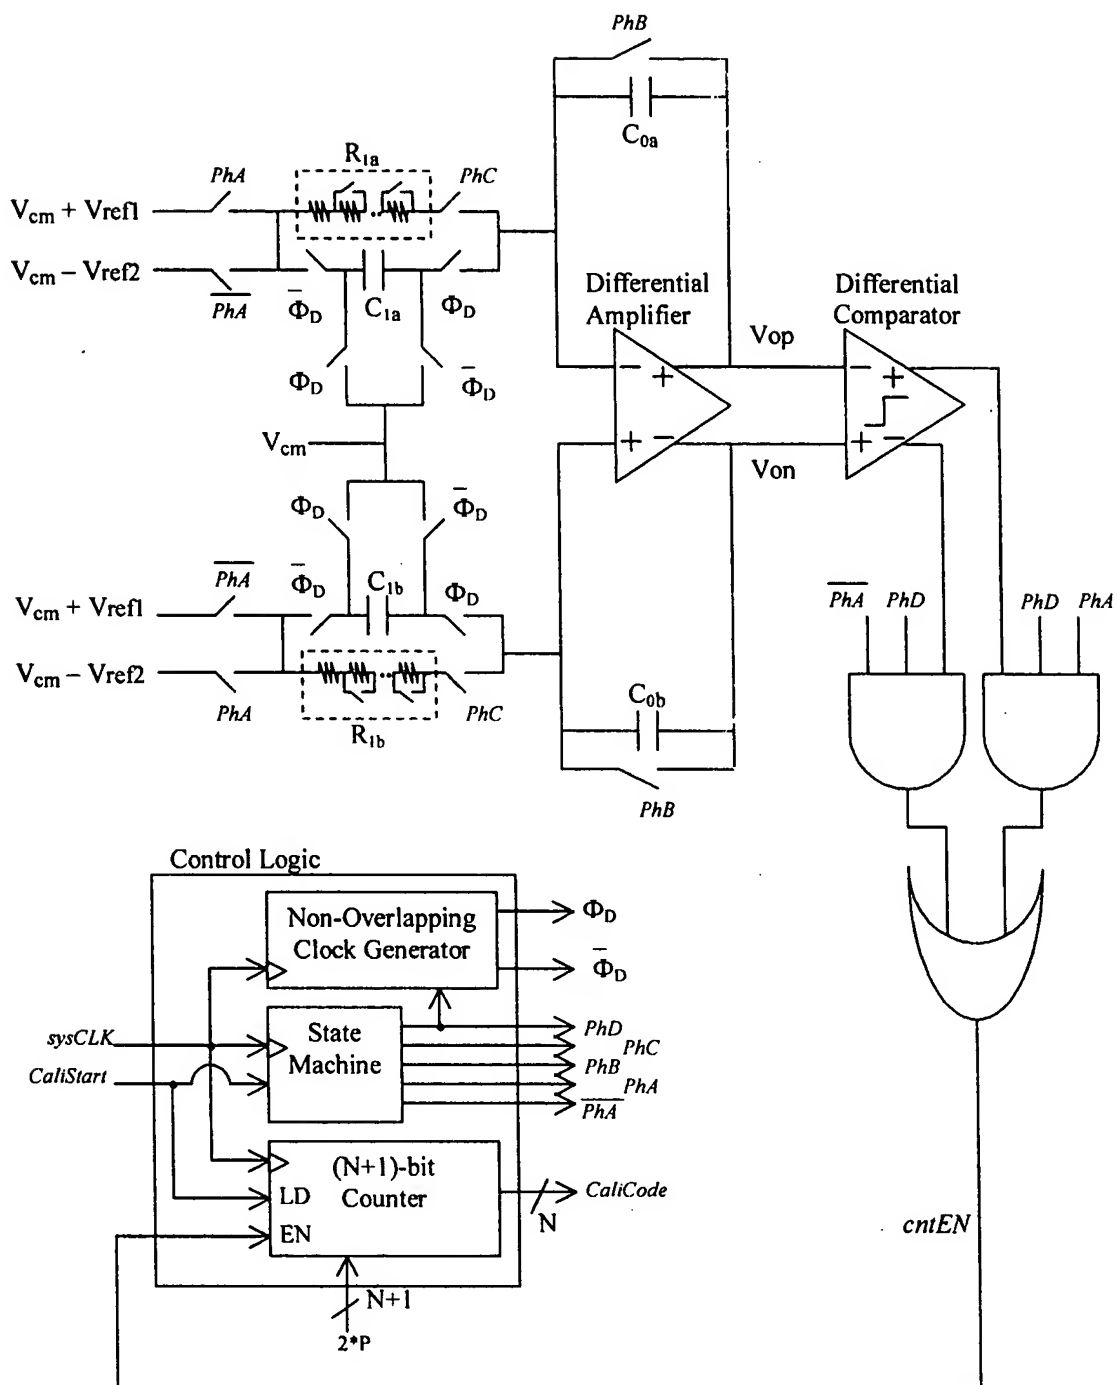 PhB
C0a
R1a
PhA
PhC
Vcm + Vref1
Vcm – Vref2
PhA̅
Φ̅D
C1a
ΦD
ΦD
Φ̅D
Differential
Amplifier
Differential
Comparator
Vop
– +
+ –
– +
+ –
Vcm
Von
ΦD
Φ̅D
PhA̅
Φ̅D
C1b
ΦD
Vcm + Vref1
Vcm – Vref2
PhA
PhC
R1b
C0b
PhB
PhA̅ PhD
PhD PhA
Control Logic
Non-Overlapping
Clock Generator
ΦD
Φ̅D
sysCLK
CaliStart
State
Machine
PhD
PhC
PhB
PhA
PhA̅
(N+1)-bit
Counter
LD
EN
CaliCode
N
N+1
2*P
cntEN